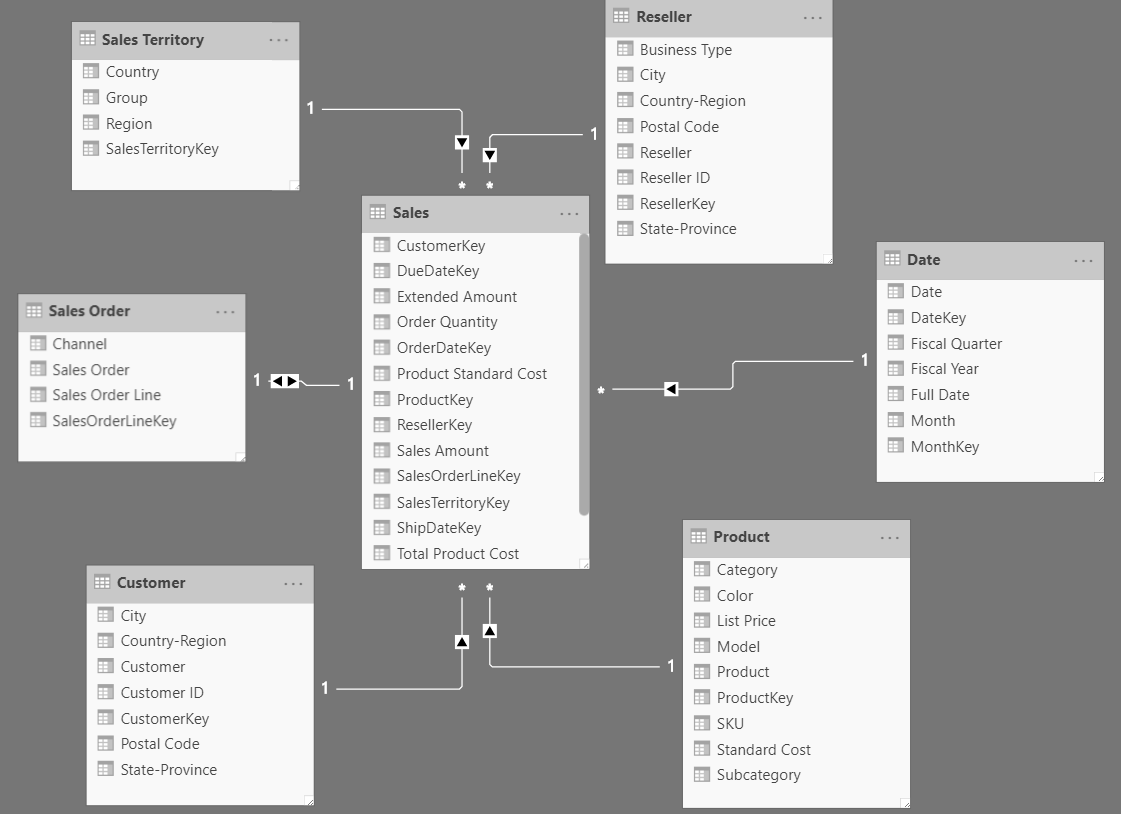 Sales Territory
Country
Group
Region
SalesTerritoryKey
1
Reseller
Business Type
City
Country-Region
Postal Code
Reseller
Reseller ID
ResellerKey
State-Province
1
*
*
Sales
CustomerKey
DueDateKey
Extended Amount
Order Quantity
OrderDateKey
Product Standard Cost
ProductKey
ResellerKey
Sales Amount
SalesOrderLineKey
SalesTerritoryKey
ShipDateKey
Total Product Cost
Date
Date
DateKey
Fiscal Quarter
Fiscal Year
Full Date
Month
MonthKey
1
*
Sales Order
Channel
Sales Order
Sales Order Line
SalesOrderLineKey
1
1
Customer
City
Country-Region
Customer
Customer ID
CustomerKey
Postal Code
State-Province
1
*
*
1
Product
Category
Color
List Price
Model
Product
ProductKey
SKU
Standard Cost
Subcategory